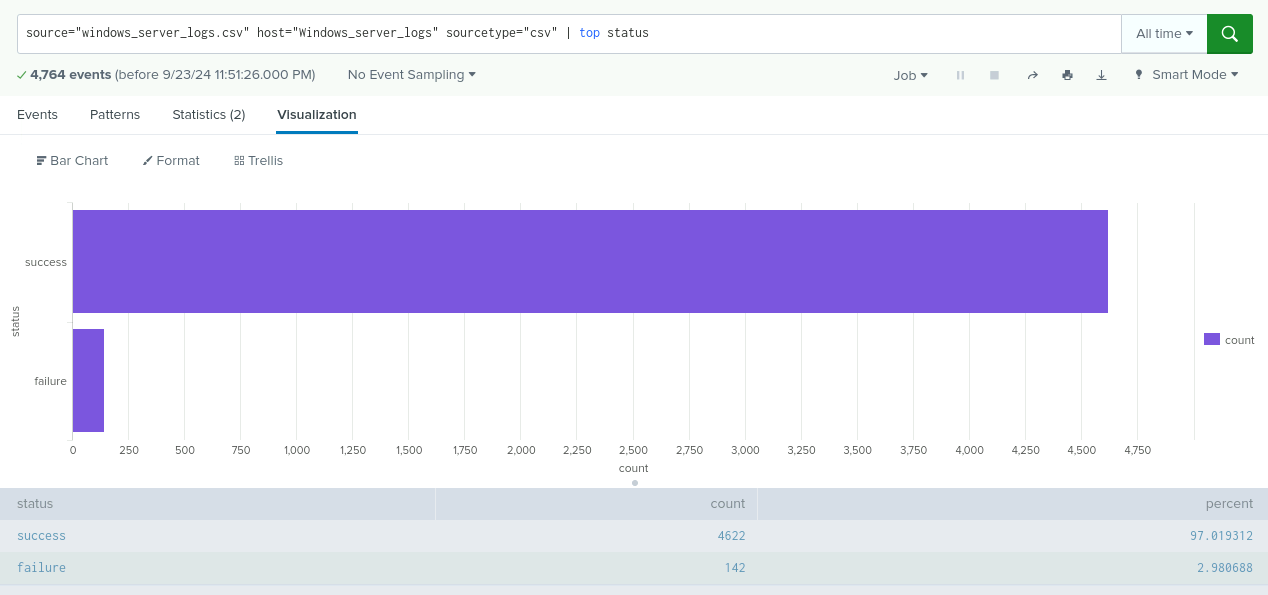 source="windows_server_logs.csv" host="Windows_server_logs" sourcetype="csv" | top status
All time
4,764 events (before 9/23/24 11:51:26.000 PM)
No Event Sampling
Job
Smart Mode
Events
Patterns
Statistics (2)
Visualization
Bar Chart
Format
Trellis
status
success
failure
0 250 500 750 1,000 1,250 1,500 1,750 2,000 2,250 2,500 2,750 3,000 3,250 3,500 3,750 4,000 4,250 4,500 4,750
count
count
status count percent
success 4622 97.019312
failure 142 2.980688